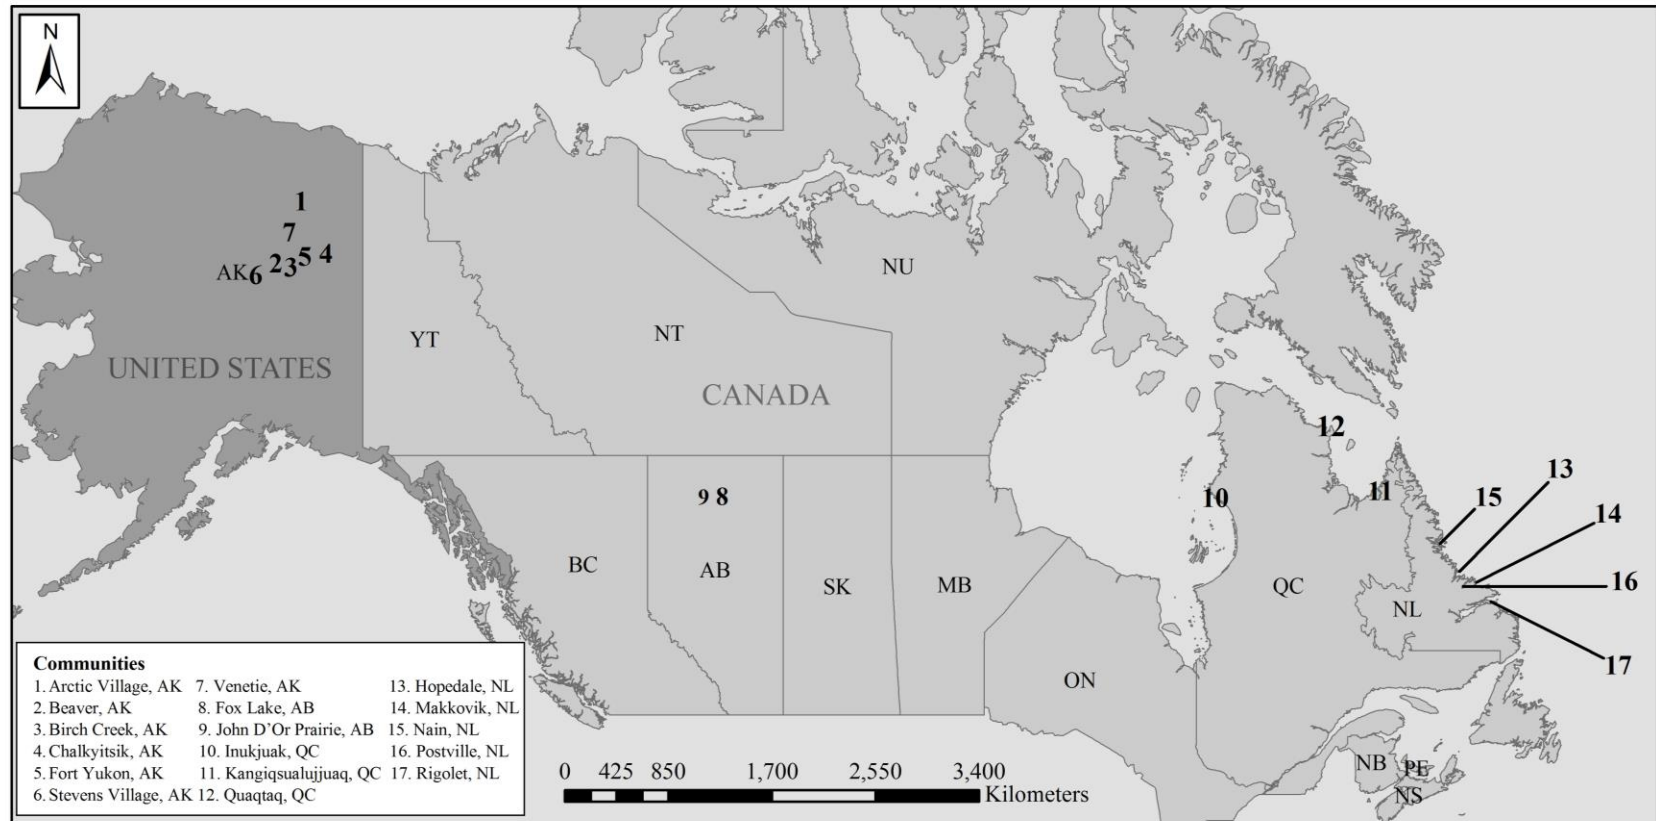 N
1
7
AK 6 2 3 5 4
NU
YT
NT
UNITED STATES
CANADA
12
13
9 8
10
11
15
14
BC
AB
SK
MB
QC
NL
16
17
ON
NB
PE
NS
Communities
1. Arctic Village, AK 7. Venetie, AK 13. Hopedale, NL
2. Beaver, AK 8. Fox Lake, AB 14. Makkovik, NL
3. Birch Creek, AK 9. John D'Or Prairie, AB 15. Nain, NL
4. Chalkyitsik, AK 10. Inukjuak, QC 16. Postville, NL
5. Fort Yukon, AK 11. Kangiqsualujjuaq, QC 17. Rigolet, NL
6. Stevens Village, AK 12. Quaqtaq, QC
0 425 850 1,700 2,550 3,400
Kilometers